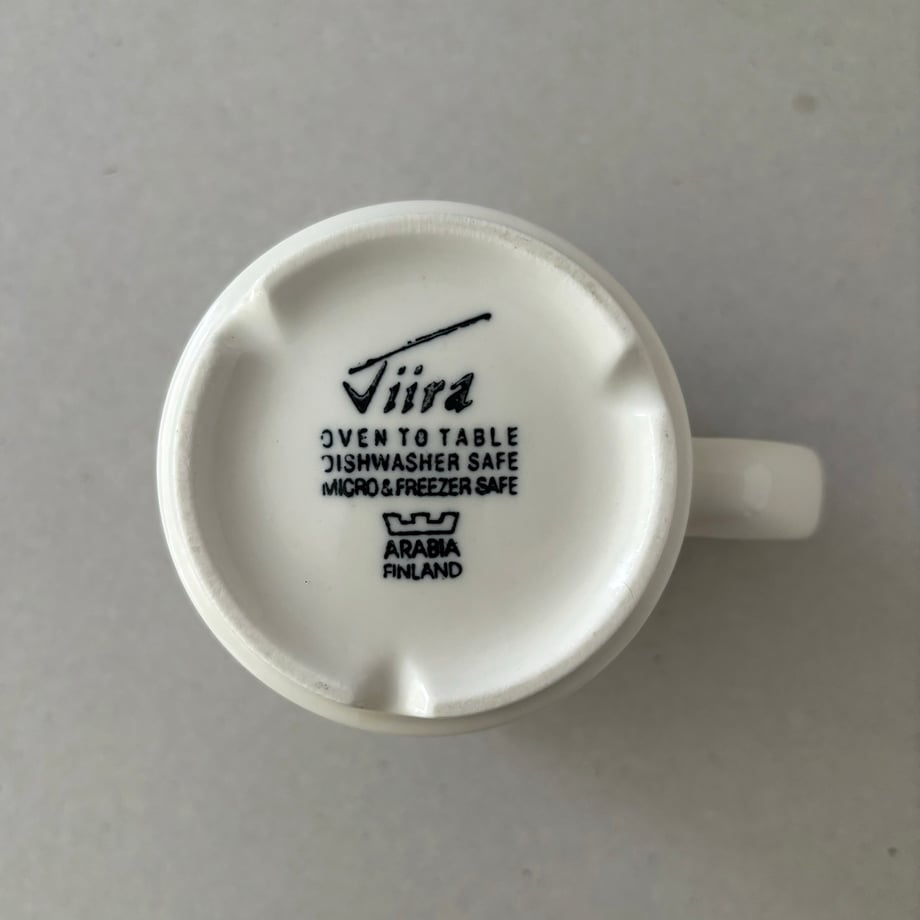 Tiira
OVEN TO TABLE
DISHWASHER SAFE
MICRO & FREEZER SAFE
ARABIA
FINLAND